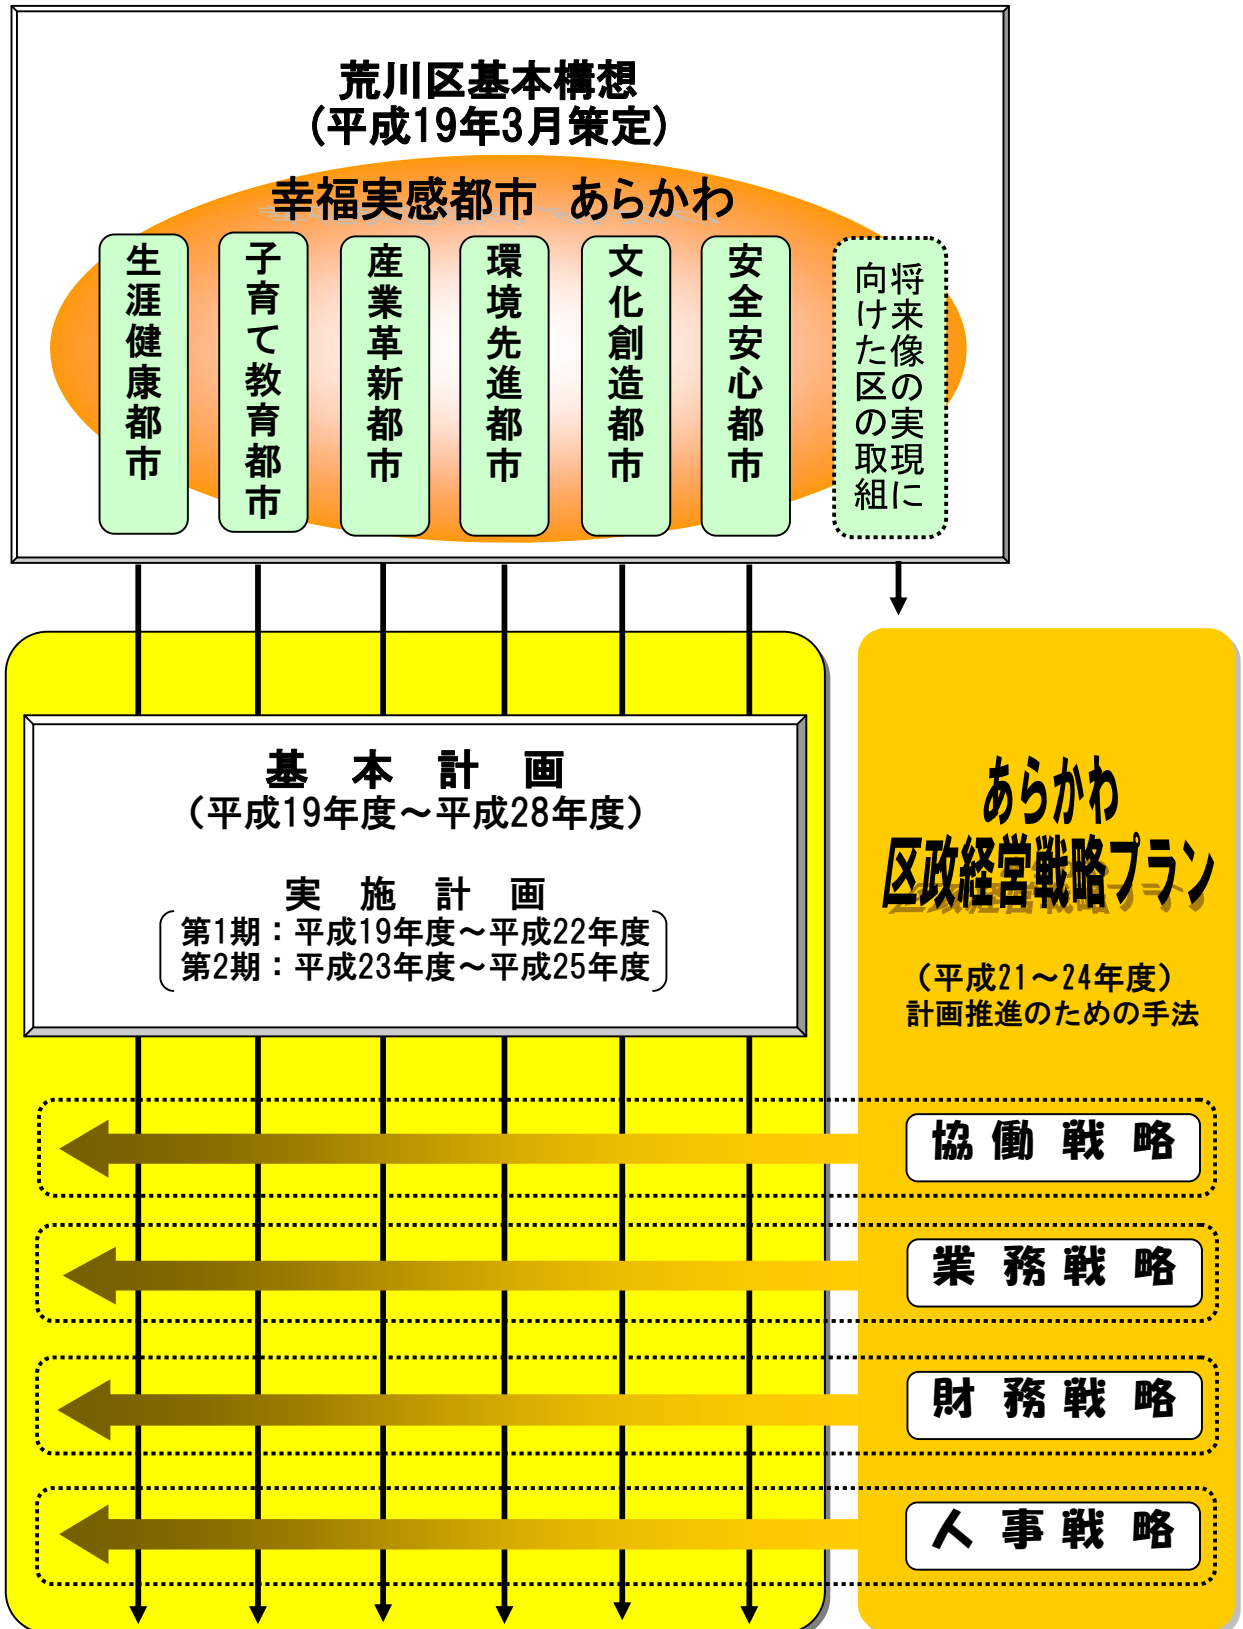 荒川区基本構想
(平成19年3月策定)
幸福実感都市　あらかわ
生涯健康都市
子育て教育都市
産業革新都市
環境先進都市
文化創造都市
安全安心都市
将来像の実現に
向けた区の取組
基　本　計　画
（平成19年度～平成28年度）
実　施　計　画
第1期：平成19年度～平成22年度
第2期：平成23年度～平成25年度
あらかわ
区政経営戦略プラン
（平成21～24年度）
計画推進のための手法
協働戦略
業務戦略
財務戦略
人事戦略